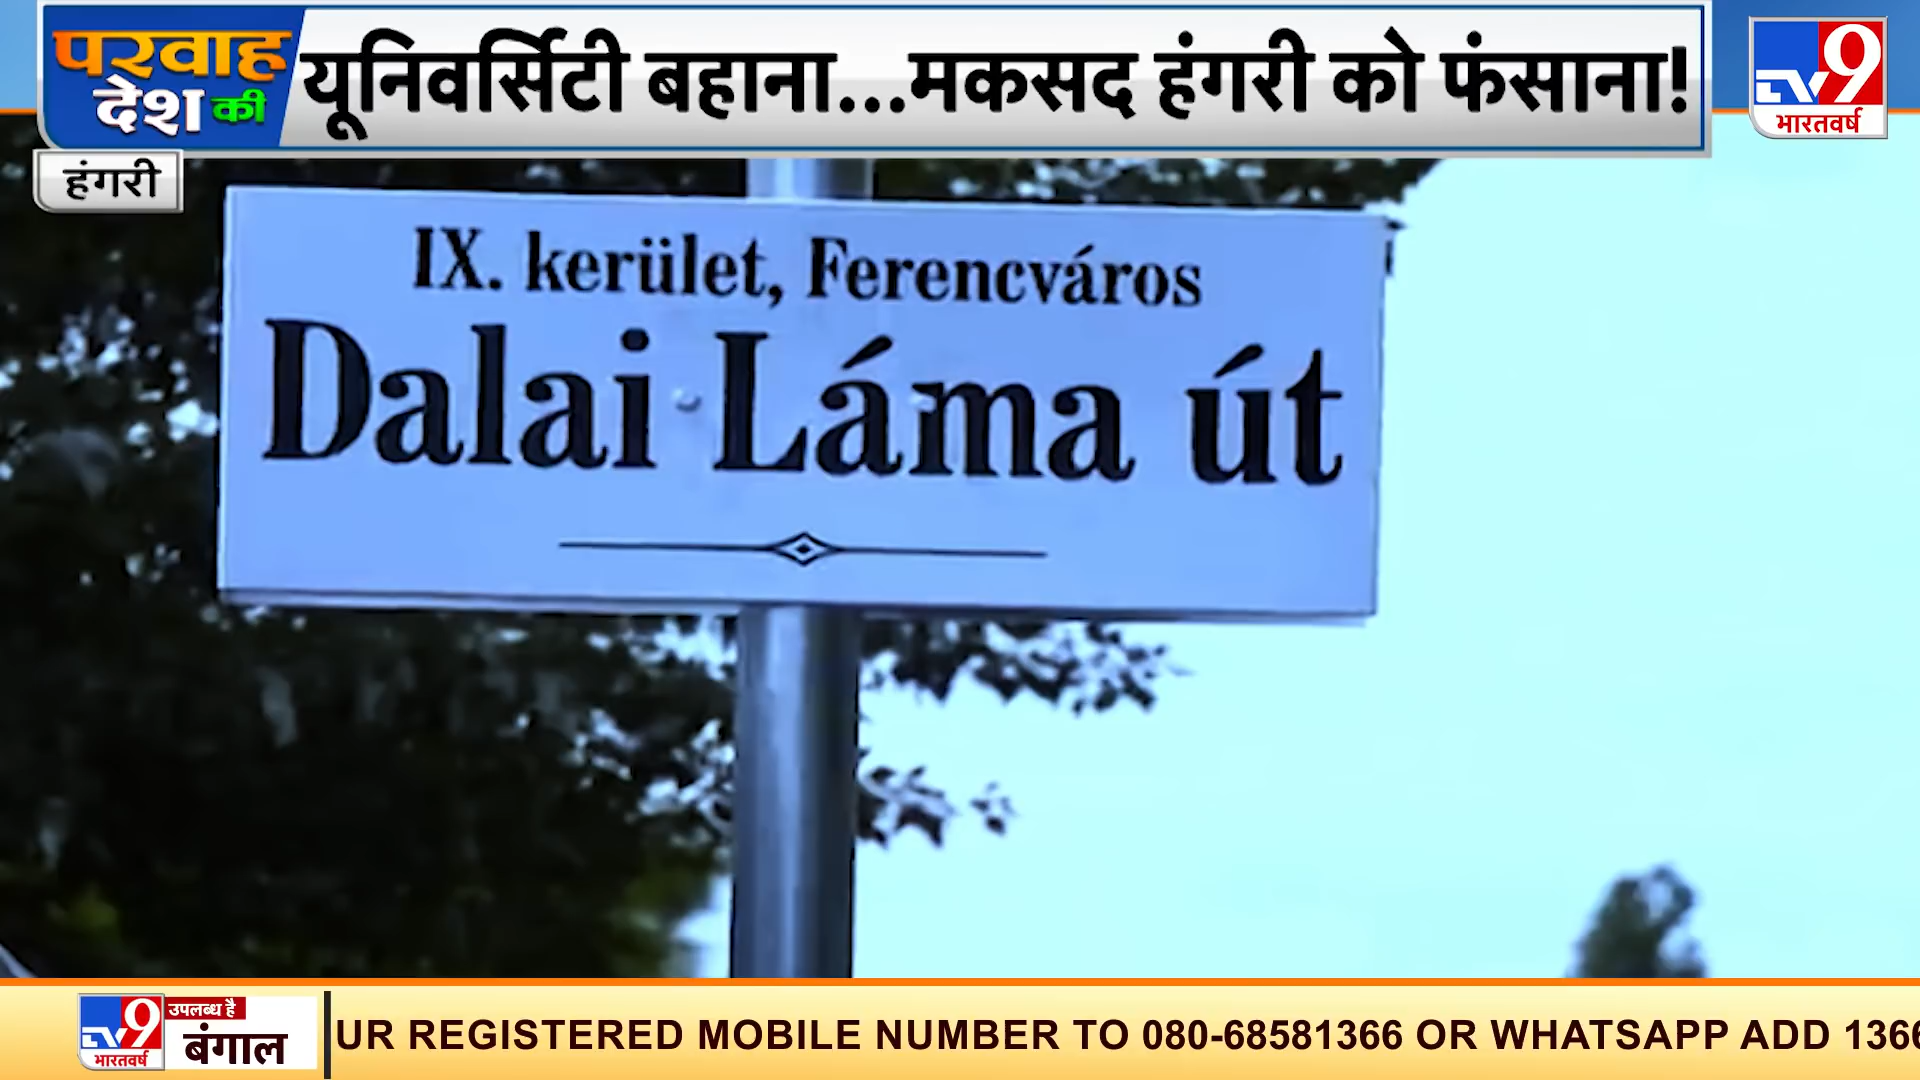 परवाह
देश की
यूनिवर्सिटी बहाना...मकसद हंगरी को फंसाना!
TV9
भारतवर्ष
हंगरी
IX. kerület, Ferencváros
Dalai Láma út
TV9
भारतवर्ष
उपलब्ध है
बंगाल
UR REGISTERED MOBILE NUMBER TO 080-68581366 OR WHATSAPP ADD 1366